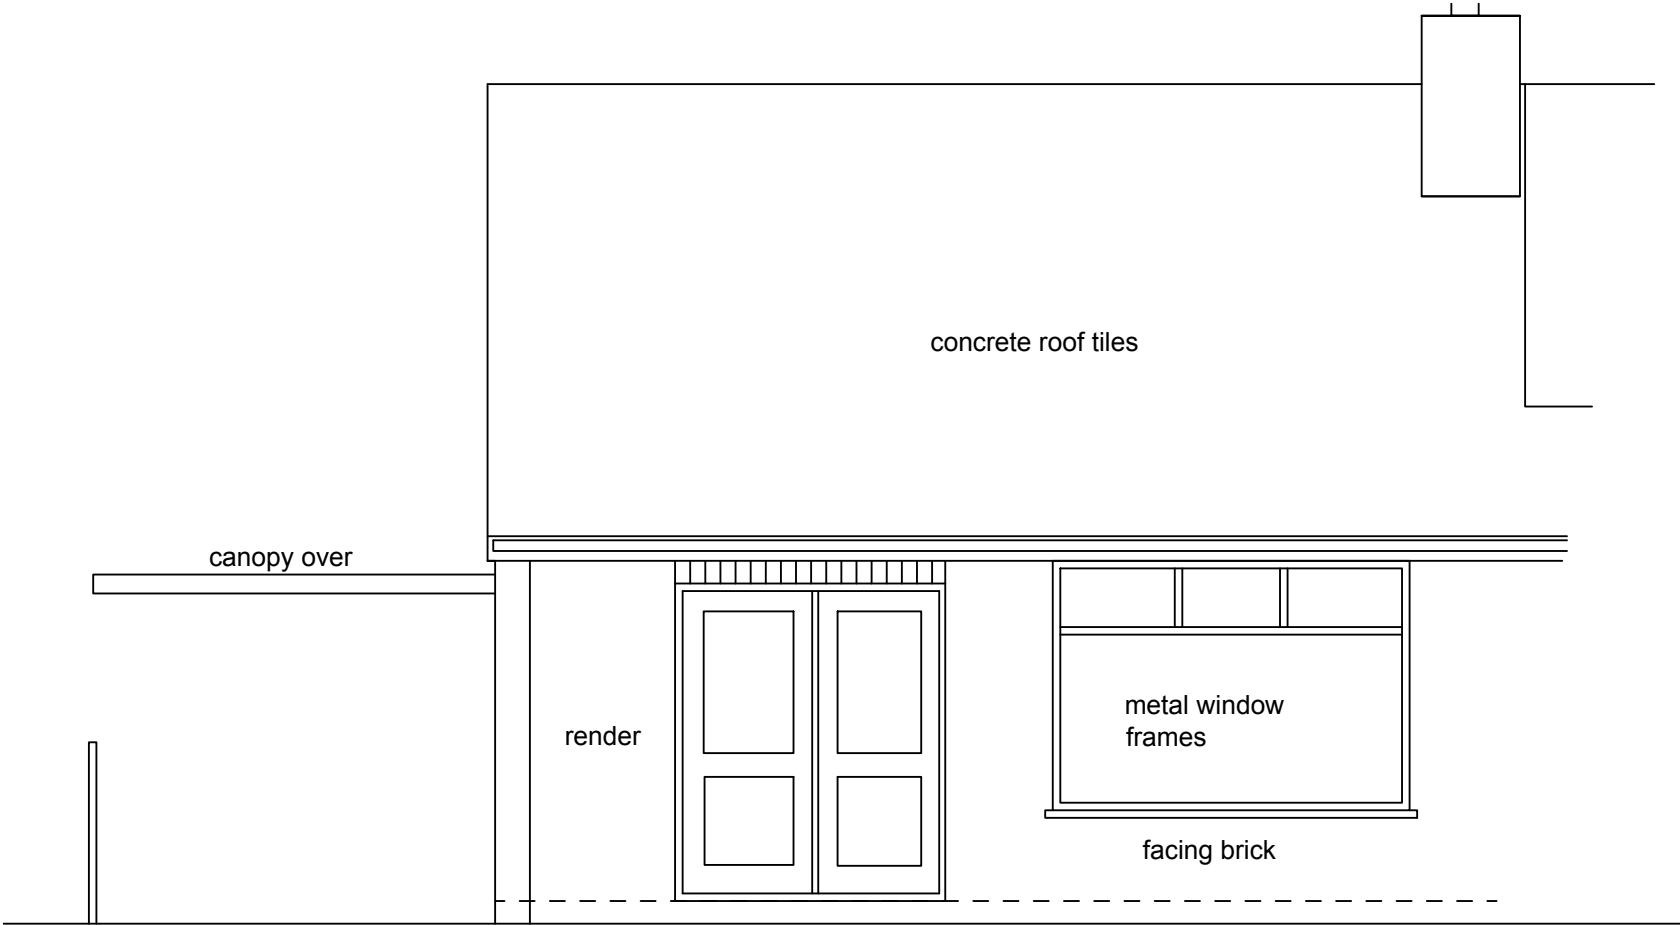 concrete roof tiles
canopy over
render
metal window
frames
facing brick